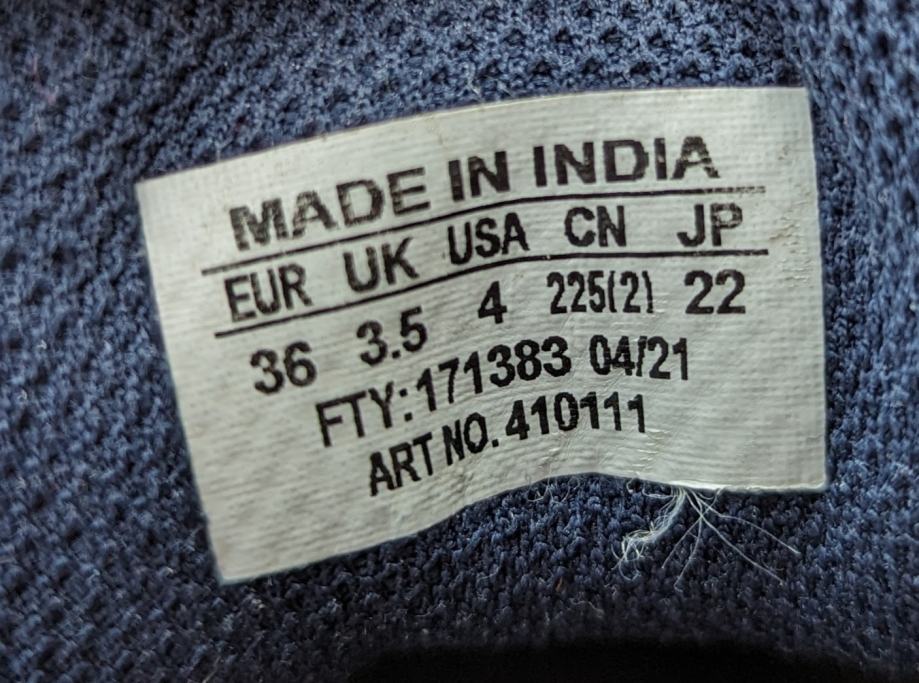 MADE IN INDIA
EUR UK USA CN JP
36 3.5 4 225(2) 22
FTY:171383 04/21
ART NO. 410111